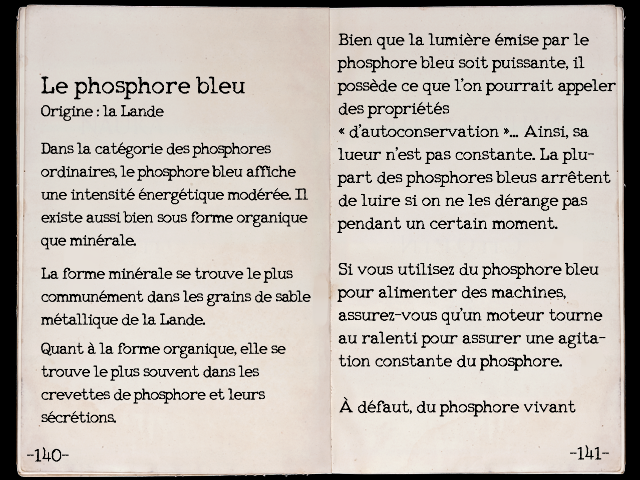 Le phosphore bleu
Origine : la Lande
Dans la catégorie des phosphores
ordinaires, le phosphore bleu affiche
une intensité énergétique modérée. Il
existe aussi bien sous forme organique
que minérale.
La forme minérale se trouve le plus
communément dans les grains de sable
métallique de la Lande.
Quant à la forme organique, elle se
trouve le plus souvent dans les
crevettes de phosphore et leurs
sécrétions.
-140-
Bien que la lumière émise par le
phosphore bleu soit puissante, il
possède ce que l'on pourrait appeler
des propriétés
« d'autoconservation »... Ainsi, sa
lueur n'est pas constante. La plu-
part des phosphores bleus arrêtent
de luire si on ne les dérange pas
pendant un certain moment.
Si vous utilisez du phosphore bleu
pour alimenter des machines,
assurez-vous qu'un moteur tourne
au ralenti pour assurer une agita-
tion constante du phosphore.
À défaut, du phosphore vivant
-141-